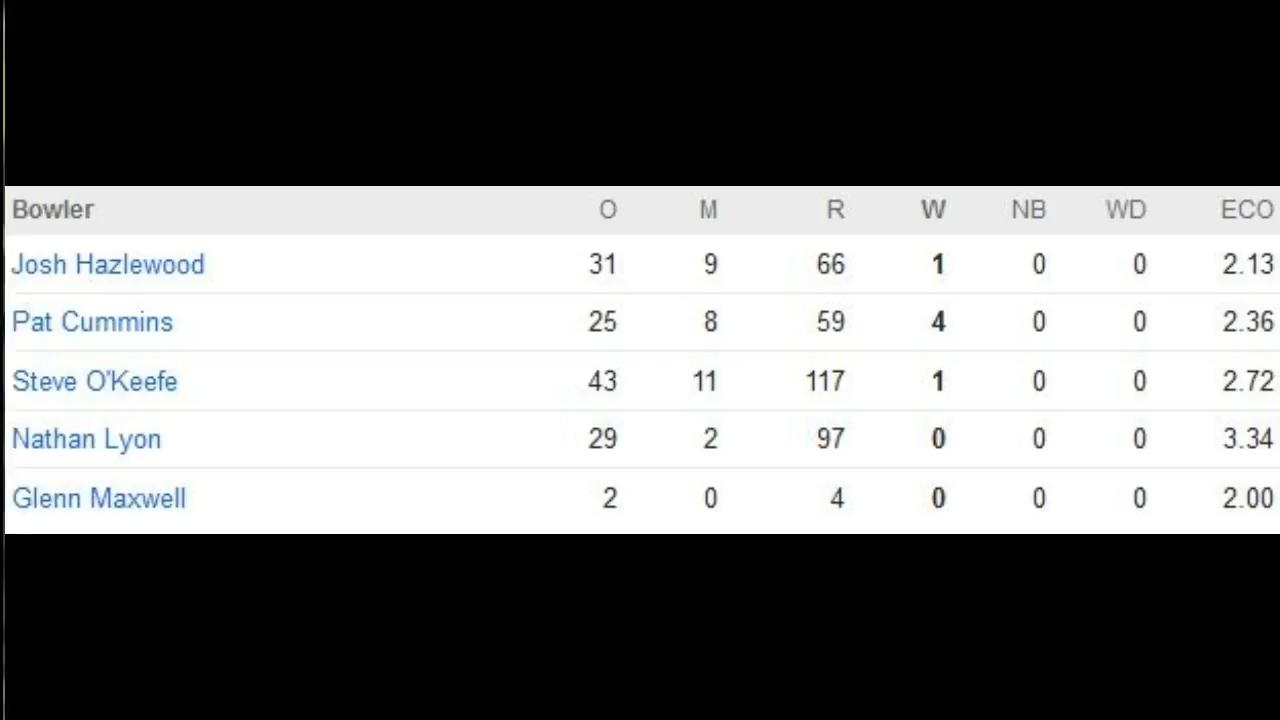 Bowler O M R W NB WD ECO
Josh Hazlewood 31 9 66 1 0 0 2.13
Pat Cummins 25 8 59 4 0 0 2.36
Steve O'Keefe 43 11 117 1 0 0 2.72
Nathan Lyon 29 2 97 0 0 0 3.34
Glenn Maxwell 2 0 4 0 0 0 2.00